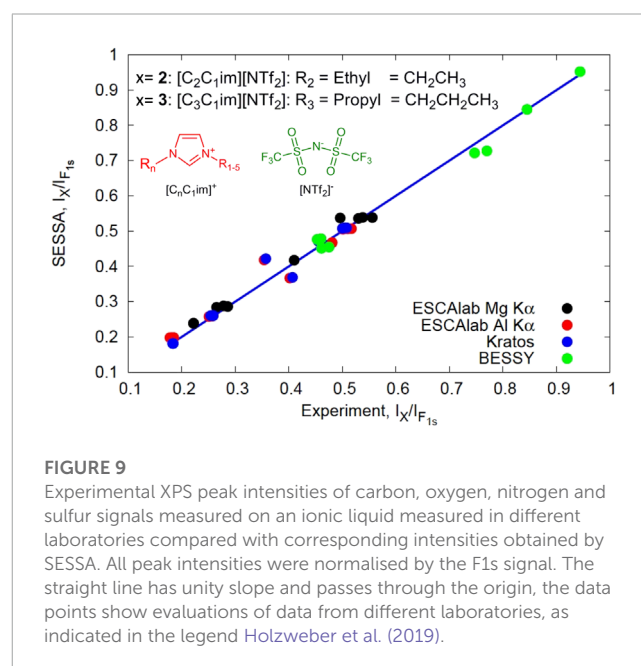 x= 2: [C₂C₁im][NTf₂]: R₂ = Ethyl = CH₂CH₃
x= 3: [C₃C₁im][NTf₂]: R₃ = Propyl = CH₂CH₂CH₃
Rₙ N N⁺ R₁₋₅
[CₙC₁im]⁺
F₃C S N⁻ S CF₃
O O O O
[NTf₂]⁻
SESSA, I_X/I_F₁s
1
0.9
0.8
0.7
0.6
0.5
0.4
0.3
0.2
0.1
ESCAlab Mg Kα
ESCAlab Al Kα
Kratos
BESSY
0.1 0.2 0.3 0.4 0.5 0.6 0.7 0.8 0.9 1
Experiment, I_X/I_F₁s
FIGURE 9
Experimental XPS peak intensities of carbon, oxygen, nitrogen and
sulfur signals measured on an ionic liquid measured in different
laboratories compared with corresponding intensities obtained by
SESSA. All peak intensities were normalised by the F1s signal. The
straight line has unity slope and passes through the origin, the data
points show evaluations of data from different laboratories, as
indicated in the legend Holzweber et al. (2019).